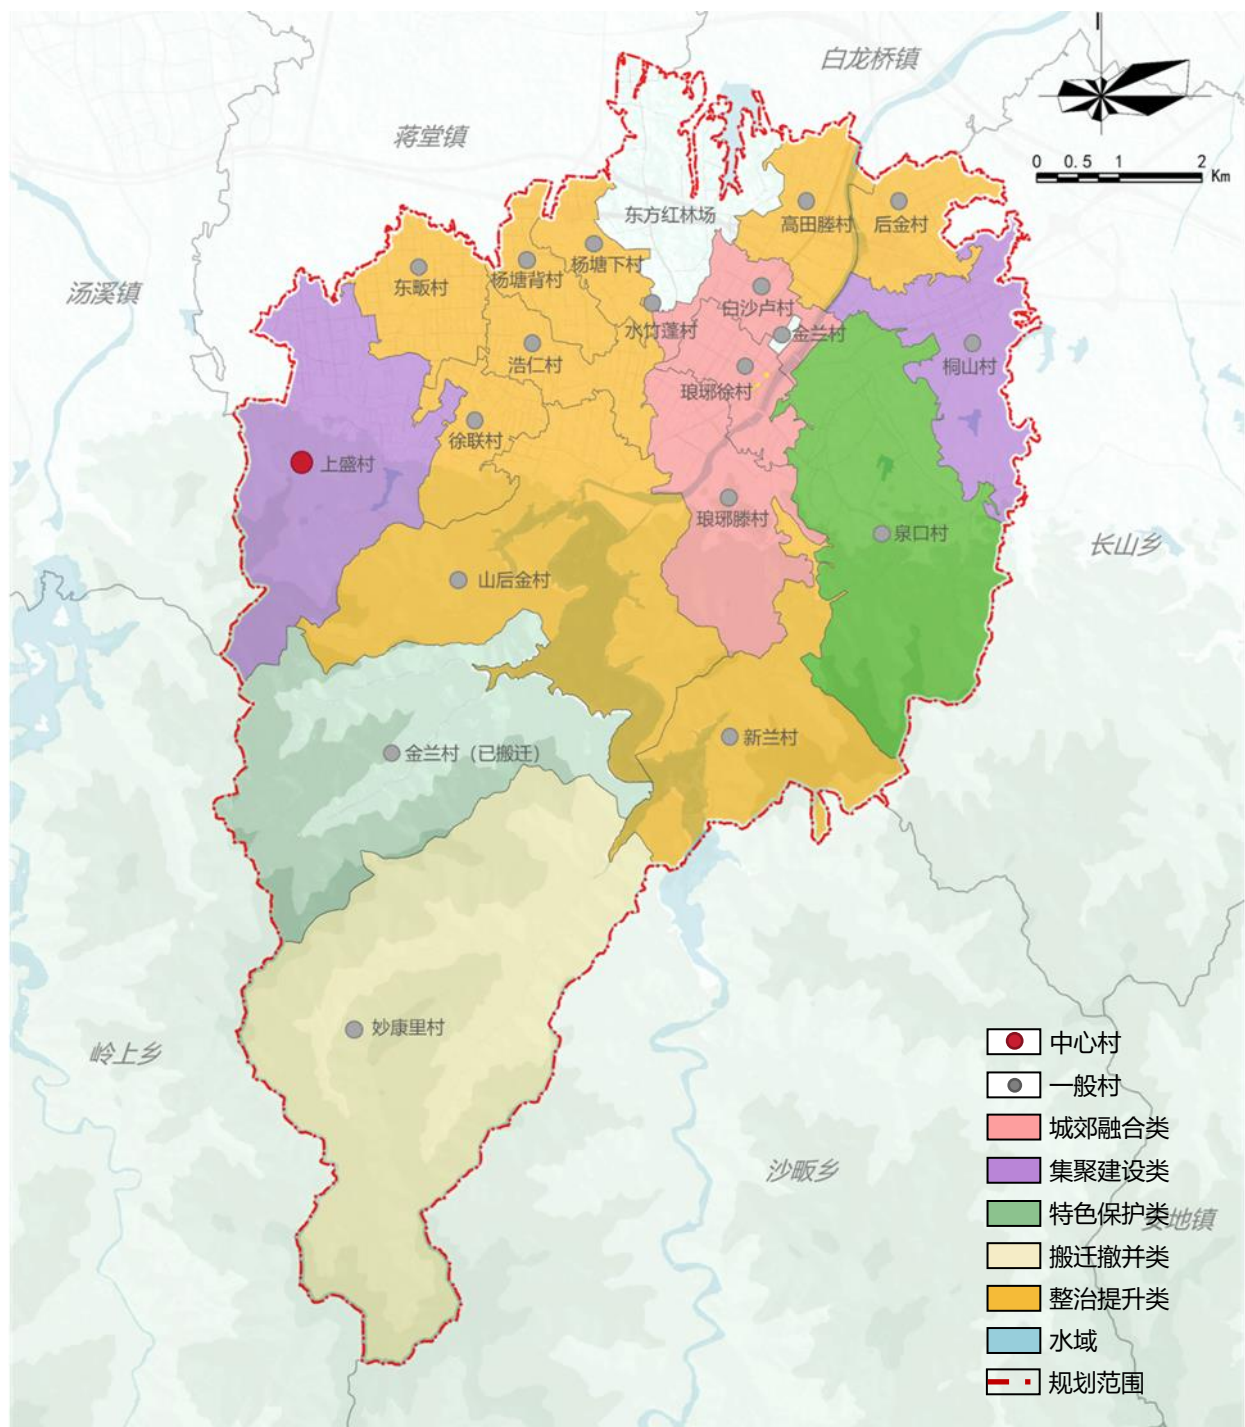 白龙桥镇
蒋堂镇
0 0.5 1 2 Km
东方红林场
高田塍村
后金村
杨塘下村
杨塘背村
东畈村
汤溪镇
白沙卢村
水竹蓬村
金兰村
浩仁村
桐山村
琅琊徐村
徐联村
上盛村
琅琊滕村
泉口村
长山乡
山后金村
新兰村
金兰村（已搬迁）
妙康里村
岭上乡
沙畈乡
安地镇
中心村
一般村
城郊融合类
集聚建设类
特色保护类
搬迁撤并类
整治提升类
水域
规划范围